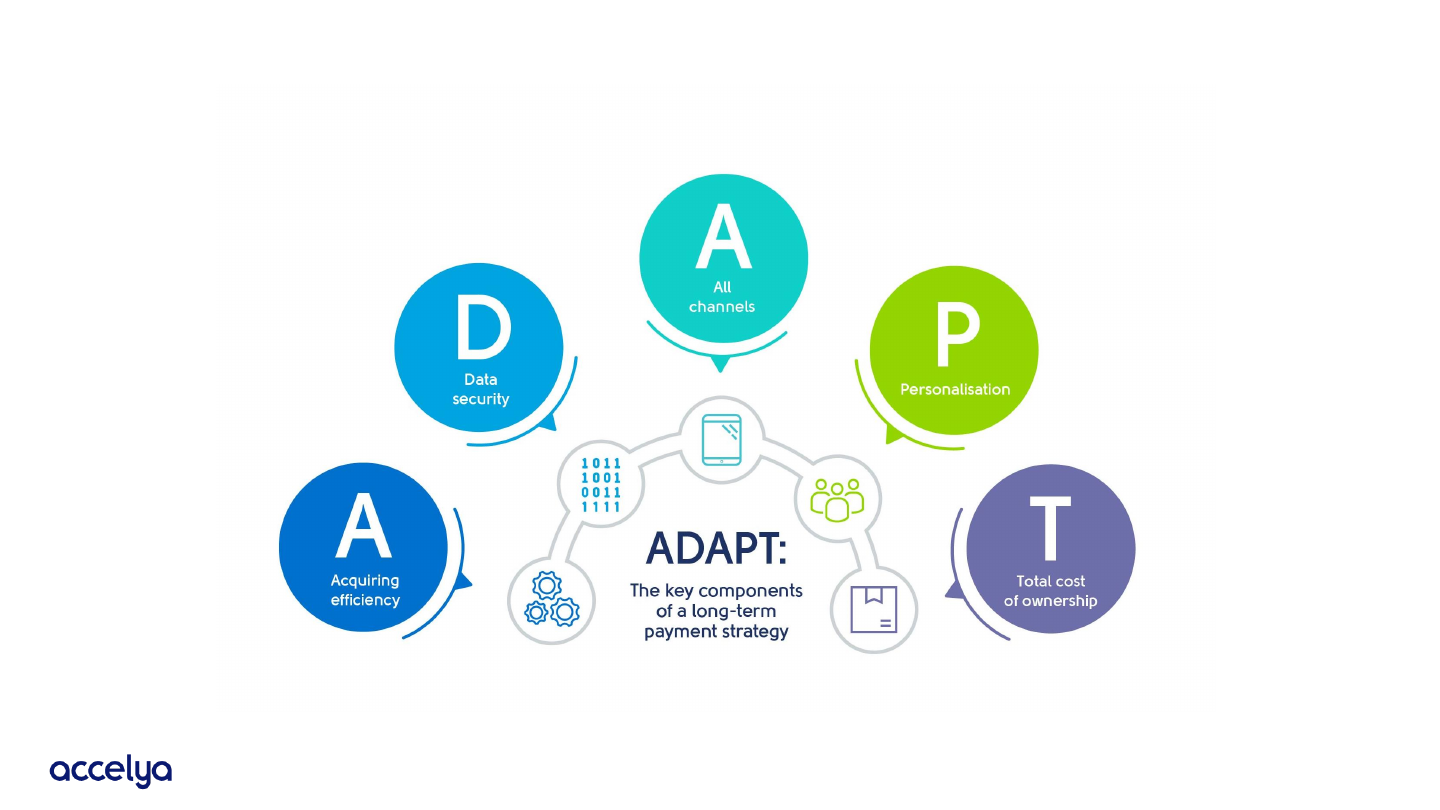 A
All
channels
D
Data
security
P
Personalisation
A
Acquiring
efficiency
T
Total cost
of ownership
1011
1001
0011
1111
ADAPT:
The key components
of a long-term
payment strategy
accelya